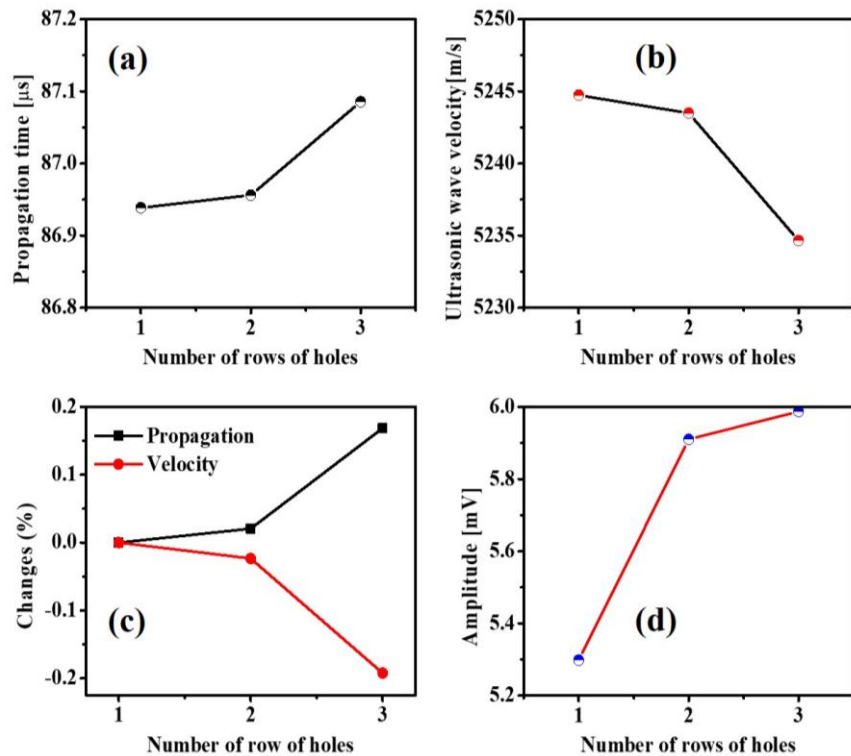 (a)
Propagation time [μs]
87.2
87.1
87.0
86.9
86.8
1 2 3
Number of rows of holes
(b)
Ultrasonic wave velocity[m/s]
5250
5245
5240
5235
5230
1 2 3
Number of rows of holes
(c)
Changes (%)
0.2
0.1
0.0
-0.1
-0.2
Propagation
Velocity
1 2 3
Number of row of holes
(d)
Amplitude [mV]
6.0
5.8
5.6
5.4
5.2
1 2 3
Number of rows of holes